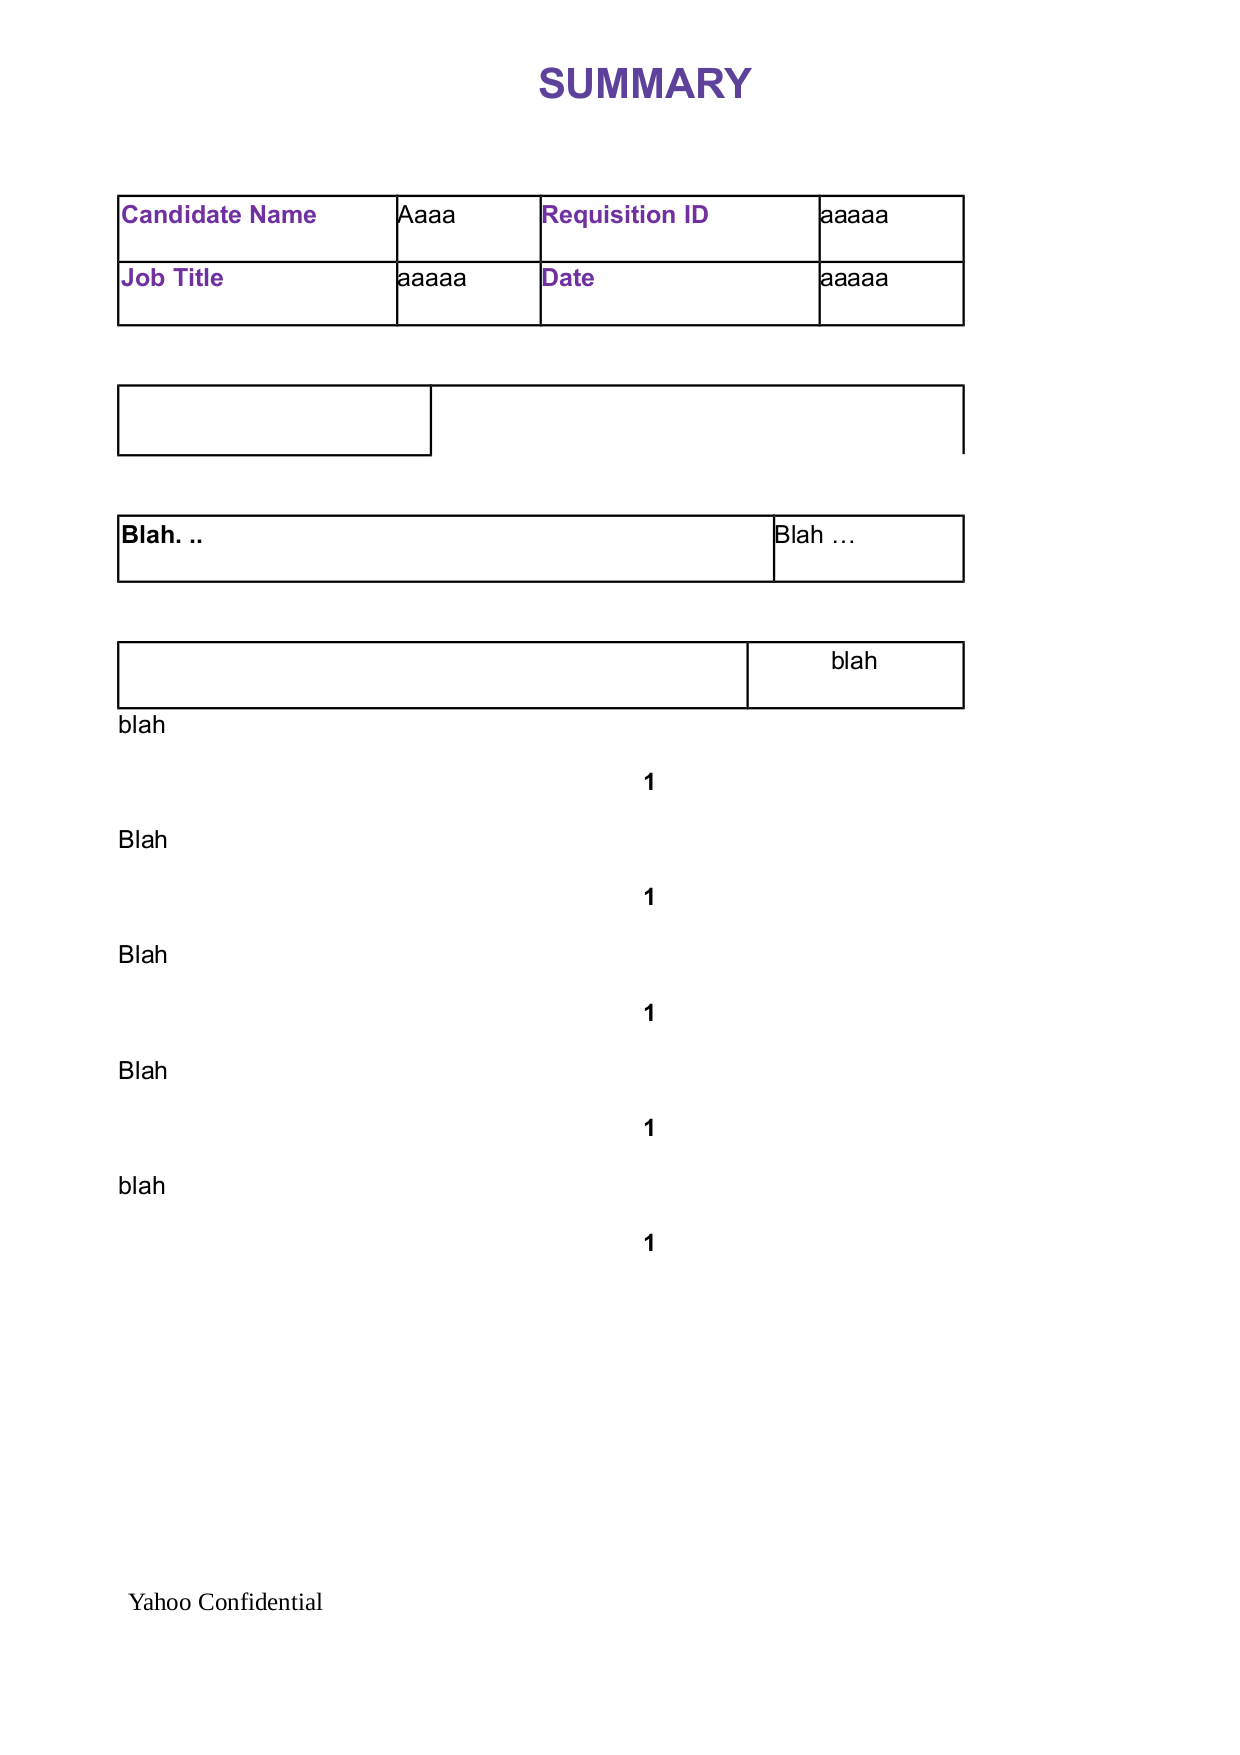 SUMMARY
Candidate Name Aaaa Requisition ID aaaaa
Job Title aaaaa Date aaaaa
Blah. .. Blah …
blah
blah
1
Blah
1
Blah
1
Blah
1
blah
1
Yahoo Confidential